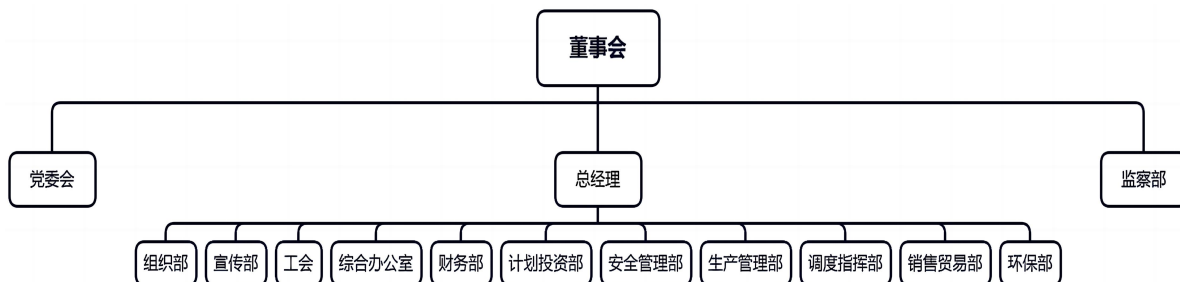 董事会
党委会
总经理
监察部
组织部
宣传部
工会
综合办公室
财务部
计划投资部
安全管理部
生产管理部
调度指挥部
销售贸易部
环保部